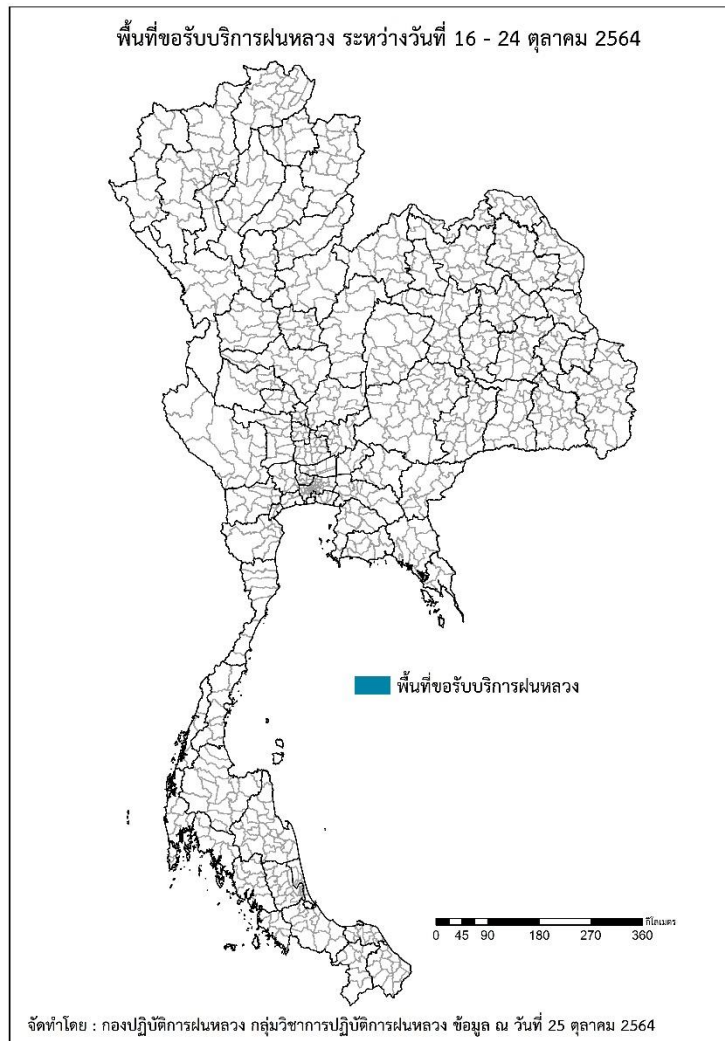 พื้นที่ขอรับบริการฝนหลวง ระหว่างวันที่ 16 - 24 ตุลาคม 2564
พื้นที่ขอรับบริการฝนหลวง
กิโลเมตร
0 45 90 180 270 360
จัดทำโดย : กองปฏิบัติการฝนหลวง กลุ่มวิชาการปฏิบัติการฝนหลวง ข้อมูล ณ วันที่ 25 ตุลาคม 2564